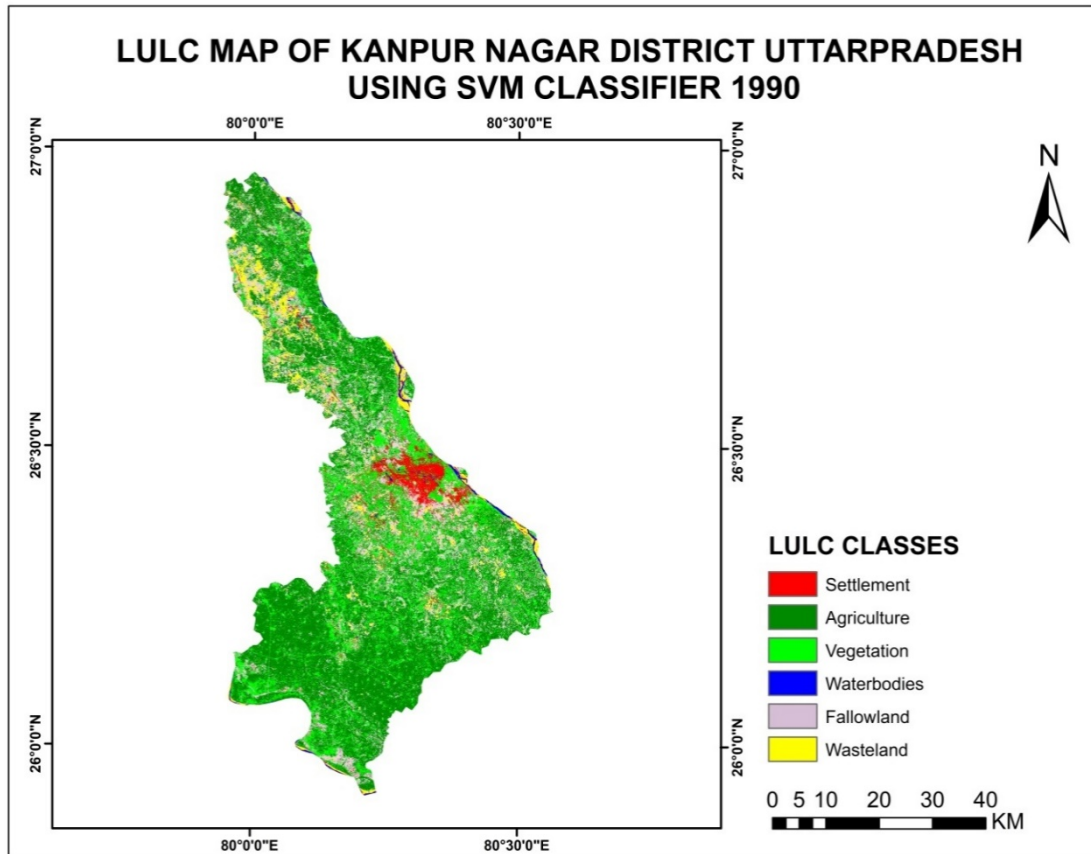 LULC MAP OF KANPUR NAGAR DISTRICT UTTARPRADESH
USING SVM CLASSIFIER 1990
80°0'0"E 80°30'0"E
27°0'0"N 27°0'0"N
N
26°30'0"N 26°30'0"N
LULC CLASSES
Settlement
Agriculture
Vegetation
Waterbodies
Fallowland
Wasteland
26°0'0"N 26°0'0"N
0 5 10 20 30 40
KM
80°0'0"E 80°30'0"E